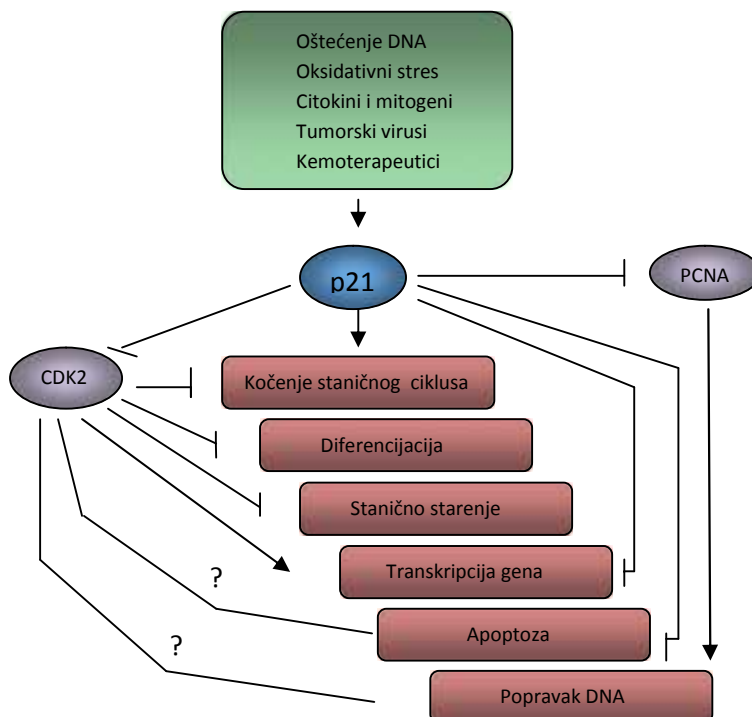 Oštećenje DNA
Oksidativni stres
Citokini i mitogeni
Tumorski virusi
Kemoterapeutici
p21
PCNA
CDK2
Kočenje staničnog ciklusa
Diferencijacija
Stanično starenje
Transkripcija gena
?
Apoptoza
?
Popravak DNA